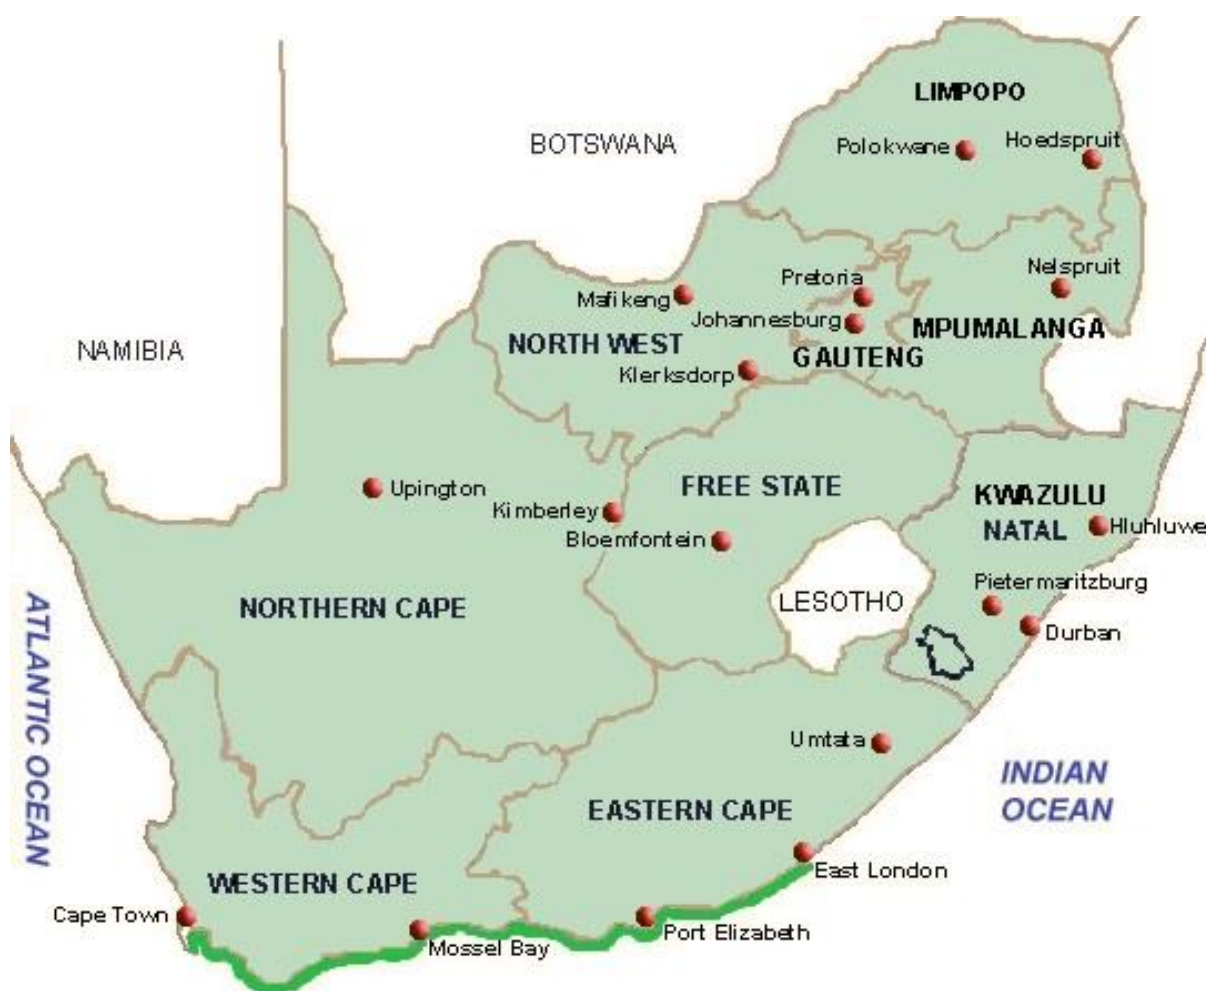 LIMPOPO
BOTSWANA
Polokwane
Hoedspruit
Pretoria
Nelspruit
Mafikeng
Johannesburg
MPUMALANGA
NAMIBIA
NORTH WEST
GAUTENG
Klerksdorp
Upington
FREE STATE
KWAZULU
NATAL
Kimberley
Hluhluwe
Bloemfontein
Pietermaritzburg
LESOTHO
NORTHERN CAPE
Durban
ATLANTIC OCEAN
Umtata
INDIAN
OCEAN
EASTERN CAPE
East London
WESTERN CAPE
Cape Town
Port Elizabeth
Mossel Bay